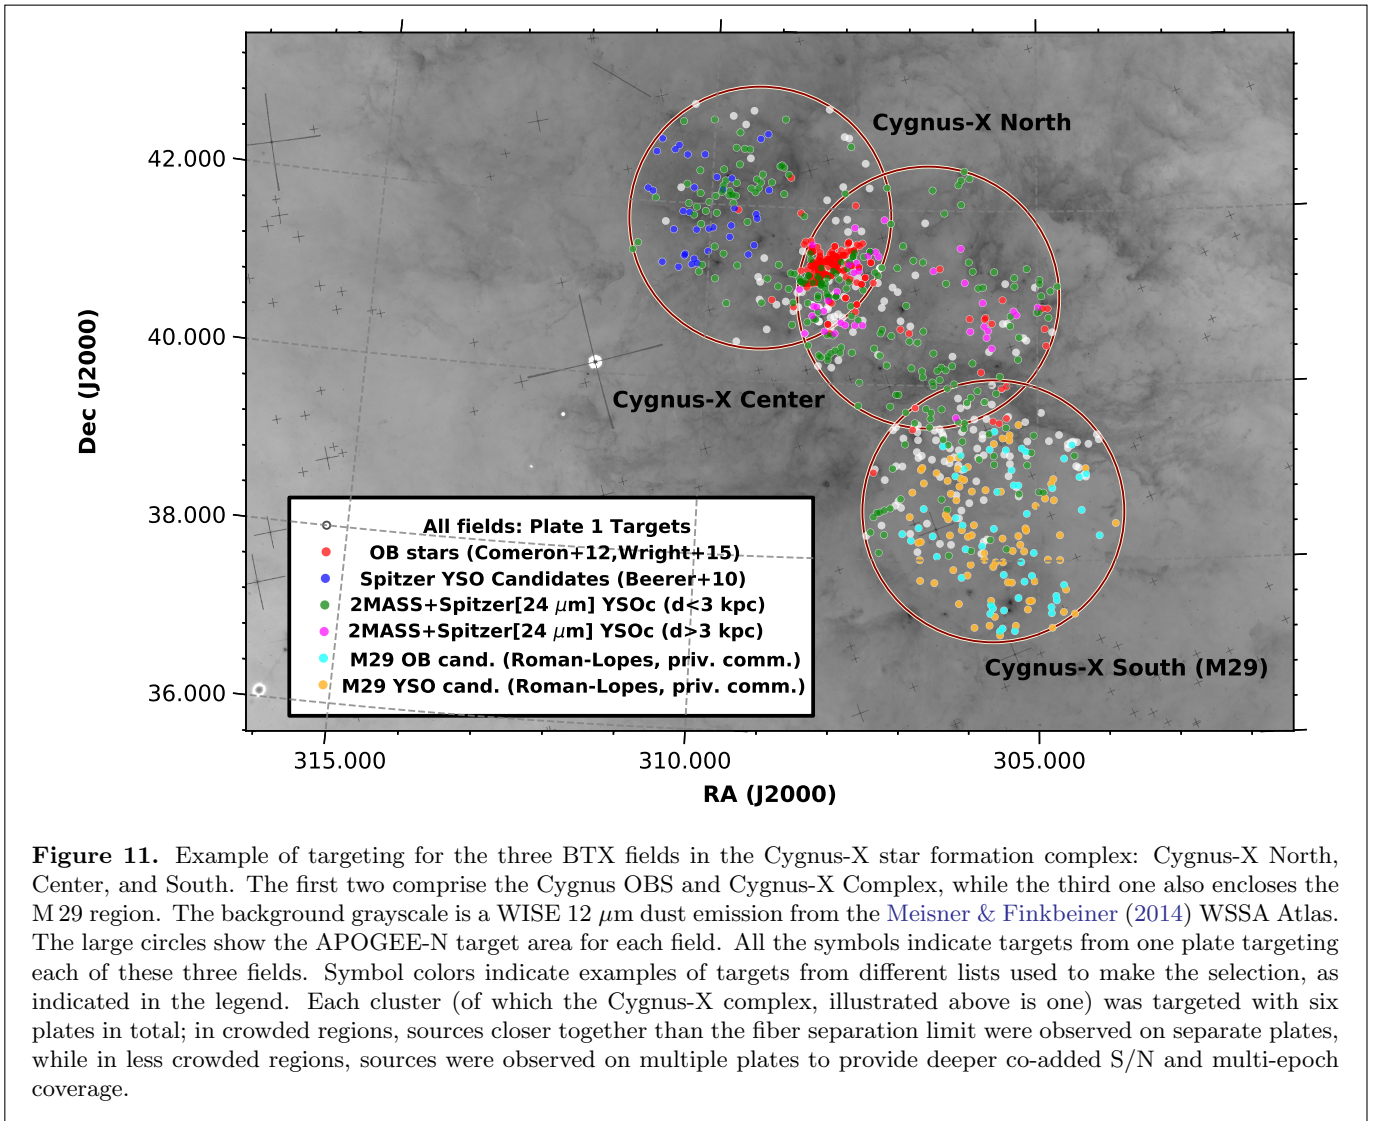 Cygnus-X North
42.000
40.000
Cygnus-X Center
Dec (J2000)
38.000
All fields: Plate 1 Targets
OB stars (Comeron+12,Wright+15)
Spitzer YSO Candidates (Beerer+10)
2MASS+Spitzer[24 μm] YSOc (d<3 kpc)
2MASS+Spitzer[24 μm] YSOc (d>3 kpc)
M29 OB cand. (Roman-Lopes, priv. comm.)
M29 YSO cand. (Roman-Lopes, priv. comm.)
Cygnus-X South (M29)
36.000
315.000 310.000 305.000
RA (J2000)
Figure 11. Example of targeting for the three BTX fields in the Cygnus-X star formation complex: Cygnus-X North,
Center, and South. The first two comprise the Cygnus OBS and Cygnus-X Complex, while the third one also encloses the
M 29 region. The background grayscale is a WISE 12 μm dust emission from the Meisner & Finkbeiner (2014) WSSA Atlas.
The large circles show the APOGEE-N target area for each field. All the symbols indicate targets from one plate targeting
each of these three fields. Symbol colors indicate examples of targets from different lists used to make the selection, as
indicated in the legend. Each cluster (of which the Cygnus-X complex, illustrated above is one) was targeted with six
plates in total; in crowded regions, sources closer together than the fiber separation limit were observed on separate plates,
while in less crowded regions, sources were observed on multiple plates to provide deeper co-added S/N and multi-epoch
coverage.